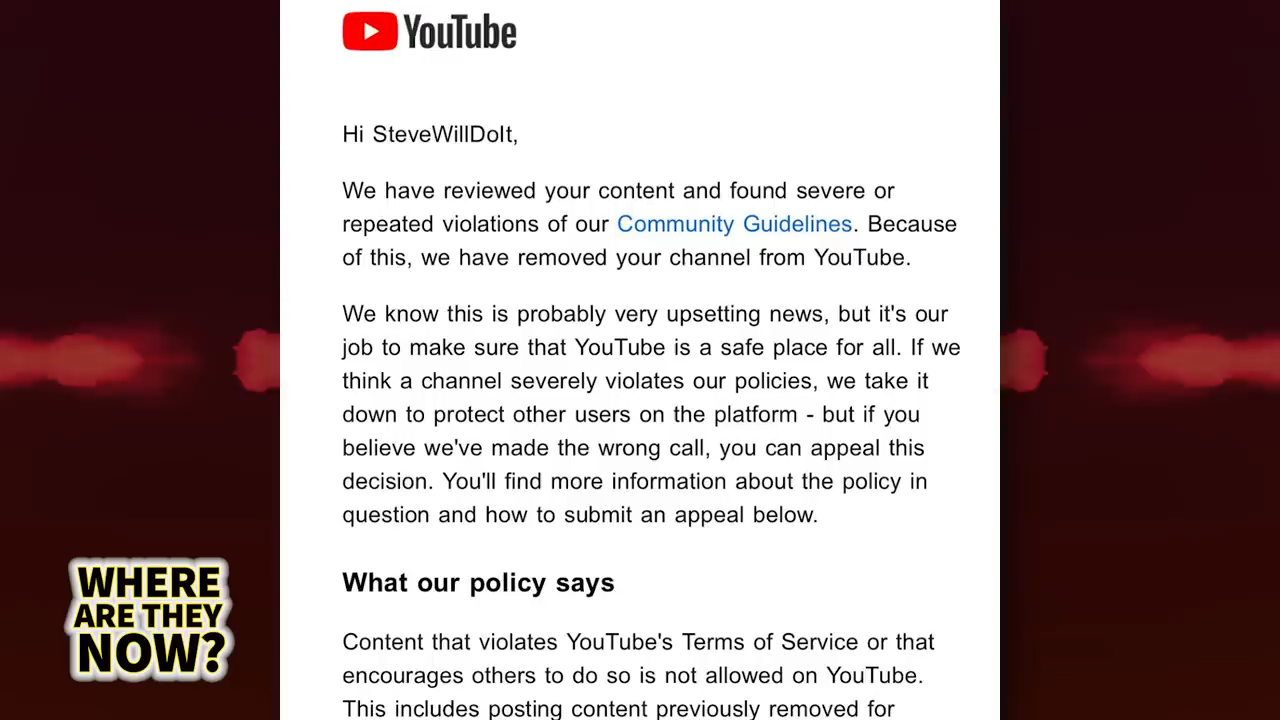 YouTube
Hi SteveWillDoIt,
We have reviewed your content and found severe or
repeated violations of our Community Guidelines. Because
of this, we have removed your channel from YouTube.
We know this is probably very upsetting news, but it's our
job to make sure that YouTube is a safe place for all. If we
think a channel severely violates our policies, we take it
down to protect other users on the platform - but if you
believe we've made the wrong call, you can appeal this
decision. You'll find more information about the policy in
question and how to submit an appeal below.
What our policy says
Content that violates YouTube's Terms of Service or that
encourages others to do so is not allowed on YouTube.
This includes posting content previously removed for
WHERE
ARE THEY
NOW?